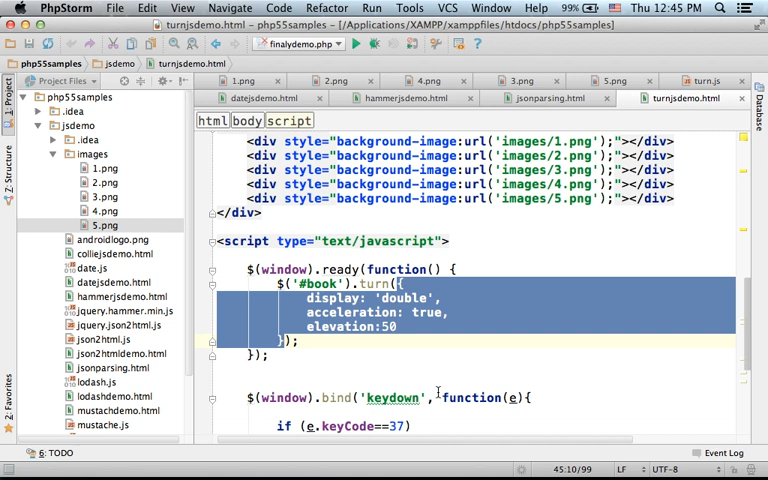 PhpStorm File Edit View Navigate Code Refactor Run Tools VCS Window 99% Thu 12:45 PM
turnjsdemo.html - php55samples - [/Applications/XAMPP/xamppfiles/htdocs/php55samples]
finalydemo.php
php55samples jsdemo turnjsdemo.html
Project Files
1.png 2.png 4.png 3.png 5.png turn.js
datejsdemo.html hammerjsdemo.html jsonparsing.html turnjsdemo.html
html body script
1: Project
Z: Structure
2: Favorites
Database
php55samples
.idea
jsdemo
.idea
images
1.png
2.png
3.png
4.png
5.png
androidlogo.png
colliejsdemo.html
date.js
datejsdemo.html
hammerjsdemo.html
jquery.hammer.min.js
jquery.json2html.js
json2html.js
json2htmldemo.html
jsonparsing.html
lodash.js
lodashdemo.html
mustachdemo.html
mustache.js
<div style="background-image:url('images/1.png');"></div>
<div style="background-image:url('images/2.png');"></div>
<div style="background-image:url('images/3.png');"></div>
<div style="background-image:url('images/4.png');"></div>
<div style="background-image:url('images/5.png');"></div>
</div>
<script type="text/javascript">
$(window).ready(function() {
$('#book').turn({
display: 'double',
acceleration: true,
elevation:50
});
});
$(window).bind('keydown', function(e){
if (e.keyCode==37)
6: TODO
Event Log
45:10/99 LF UTF-8